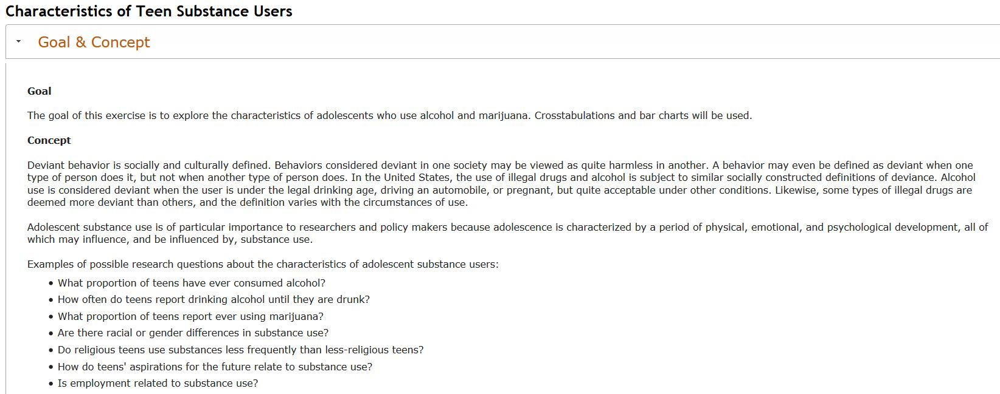 Characteristics of Teen Substance Users
Goal & Concept
Goal
The goal of this exercise is to explore the characteristics of adolescents who use alcohol and marijuana. Crosstabulations and bar charts will be used.
Concept
Deviant behavior is socially and culturally defined. Behaviors considered deviant in one society may be viewed as quite harmless in another. A behavior may even be defined as deviant when one
type of person does it, but not when another type of person does. In the United States, the use of illegal drugs and alcohol is subject to similar socially constructed definitions of deviance. Alcohol
use is considered deviant when the user is under the legal drinking age, driving an automobile, or pregnant, but quite acceptable under other conditions. Likewise, some types of illegal drugs are
deemed more deviant than others, and the definition varies with the circumstances of use.
Adolescent substance use is of particular importance to researchers and policy makers because adolescence is characterized by a period of physical, emotional, and psychological development, all of
which may influence, and be influenced by, substance use.
Examples of possible research questions about the characteristics of adolescent substance users:
• What proportion of teens have ever consumed alcohol?
• How often do teens report drinking alcohol until they are drunk?
• What proportion of teens report ever using marijuana?
• Are there racial or gender differences in substance use?
• Do religious teens use substances less frequently than less-religious teens?
• How do teens' aspirations for the future relate to substance use?
• Is employment related to substance use?